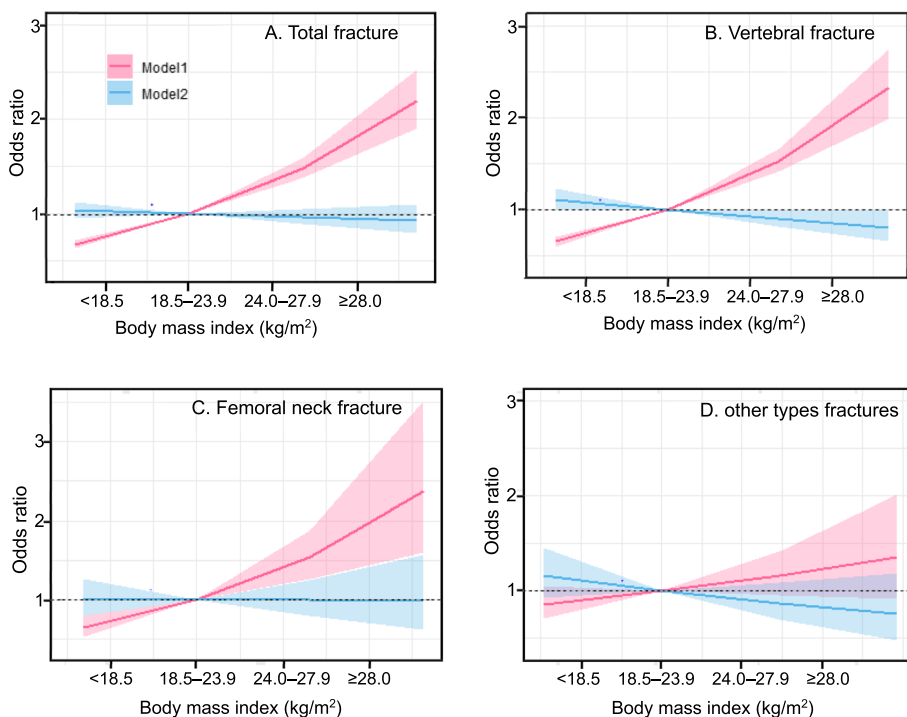 A. Total fracture
Model1
Model2
3
2
1
Odds ratio
<18.5
18.5–23.9
24.0–27.9
≥28.0
Body mass index (kg/m²)
B. Vertebral fracture
3
2
1
Odds ratio
<18.5
18.5–23.9
24.0–27.9
≥28.0
Body mass index (kg/m²)
C. Femoral neck fracture
3
2
1
Odds ratio
<18.5
18.5–23.9
24.0–27.9
≥28.0
Body mass index (kg/m²)
D. other types fractures
3
2
1
Odds ratio
<18.5
18.5–23.9
24.0–27.9
≥28.0
Body mass index (kg/m²)